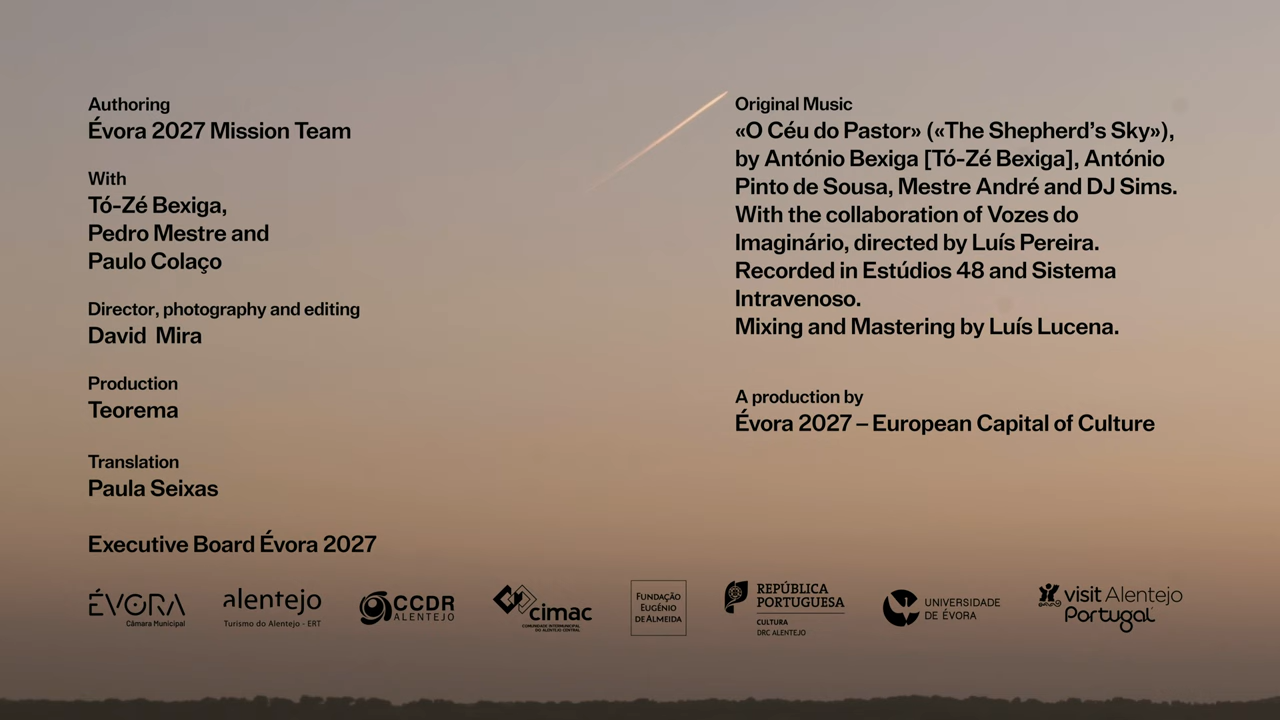 Authoring
Évora 2027 Mission Team
With
Tó-Zé Bexiga,
Pedro Mestre and
Paulo Colaço
Director, photography and editing
David  Mira
Production
Teorema
Translation
Paula Seixas
Executive Board Évora 2027
Original Music
«O Céu do Pastor» («The Shepherd’s Sky»),
by António Bexiga [Tó-Zé Bexiga], António
Pinto de Sousa, Mestre André and DJ Sims.
With the collaboration of Vozes do
Imaginário, directed by Luís Pereira.
Recorded in Estúdios 48 and Sistema
Intravenoso.
Mixing and Mastering by Luís Lucena.
A production by
Évora 2027 – European Capital of Culture
ÉVORA
Câmara Municipal
alentejo
Turismo do Alentejo - ERT
CCDR
ALENTEJO
cimac
COMUNIDADE INTERMUNICIPAL
DO ALENTEJO CENTRAL
FUNDAÇÃO
EUGÉNIO
DE ALMEIDA
REPÚBLICA
PORTUGUESA
CULTURA
DRC ALENTEJO
UNIVERSIDADE
DE ÉVORA
visit Alentejo
Portugal